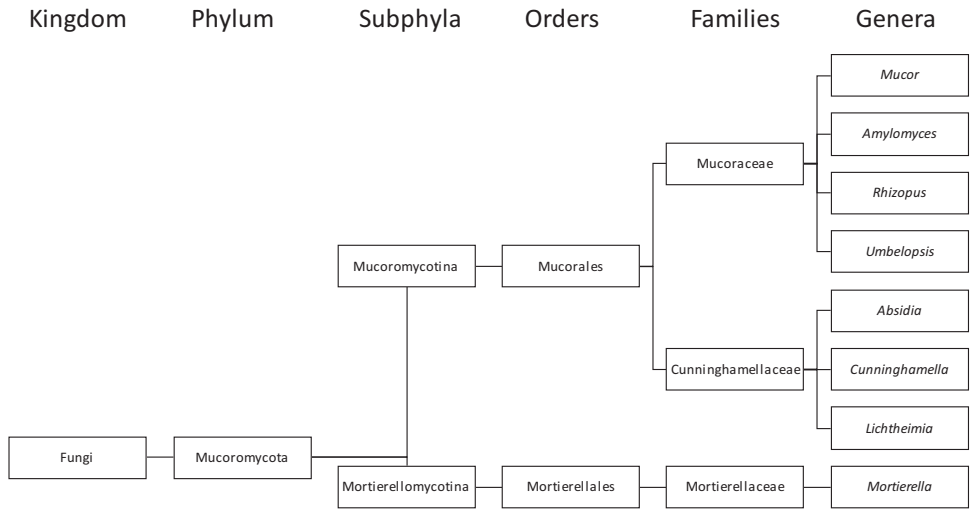 Kingdom Phylum Subphyla Orders Families Genera
Mucor
Amylomyces
Mucoraceae
Rhizopus
Umbelopsis
Mucoromycotina Mucorales
Absidia
Cunninghamellaceae Cunninghamella
Lichtheimia
Fungi Mucoromycota
Mortierellomycotina Mortierellales Mortierellaceae Mortierella